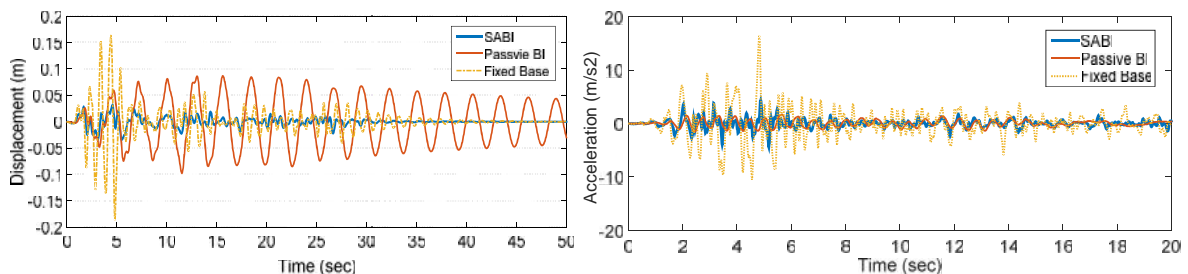 0.2
0.15
0.1
0.05
0
-0.05
-0.1
-0.15
-0.2
Displacement (m)
SABI
Passvie BI
Fixed Base
0 5 10 15 20 25 30 35 40 45 50
Time (sec)
20
10
0
-10
-20
Acceleration (m/s2)
SABI
Passive BI
Fixed Base
0 2 4 6 8 10 12 14 16 18 20
Time (sec)